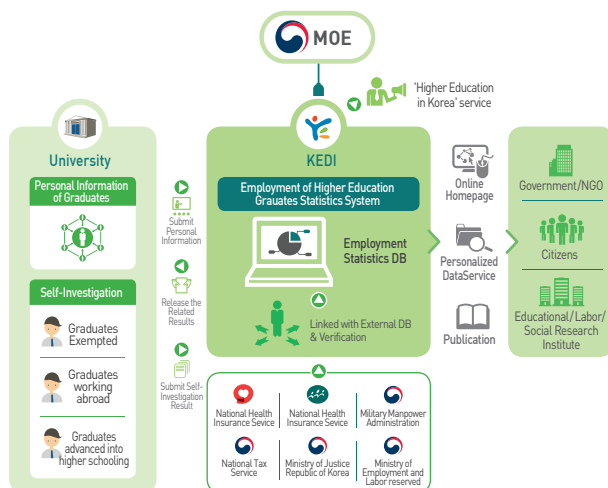 MOE
'Higher Education
in Korea' service
University
Personal Information
of Graduates
Self-Investigation
Graduates
Exempted
Graduates
working
abroad
Graduates
advanced into
higher schooling
Submit
Personal
Information
Release the
Related
Results
Submit Self-
Investigation
Result
KEDI
Employment of Higher Education
Grauates Statistics System
Employment
Statistics DB
Linked with External DB
& Verification
National Health
Insurance Sevice
National Health
Insurance Sevice
Military Manpower
Administration
National Tax
Service
Ministry of Justice
Republic of Korea
Ministry of
Employment and
Labor reserved
Online
Homepage
Personalized
DataService
Publication
Government/NGO
Citizens
Educational/Labor/
Social Research
Institute